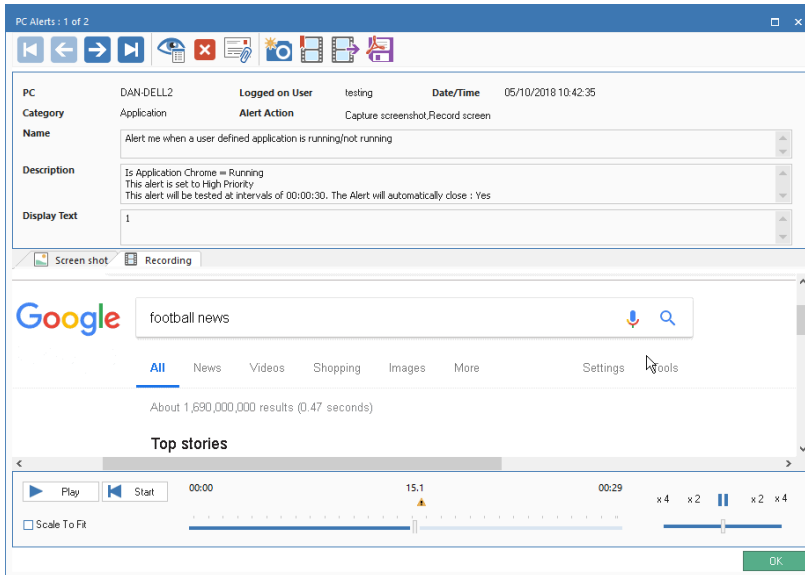 PC Alerts : 1 of 2
PC DAN-DELL2 Logged on User testing Date/Time 05/10/2018 10:42:35
Category Application Alert Action Capture screenshot,Record screen
Name Alert me when a user defined application is running/not running
Description Is Application Chrome = Running
This alert is set to High Priority
This alert will be tested at intervals of 00:00:30. The Alert will automatically close : Yes
Display Text 1
Screen shot Recording
Google football news
All News Videos Shopping Images More Settings Tools
About 1,690,000,000 results (0.47 seconds)
Top stories
Play Start 00:00 15.1 00:29 x 4 x 2 x 2 x 4
Scale To Fit
OK